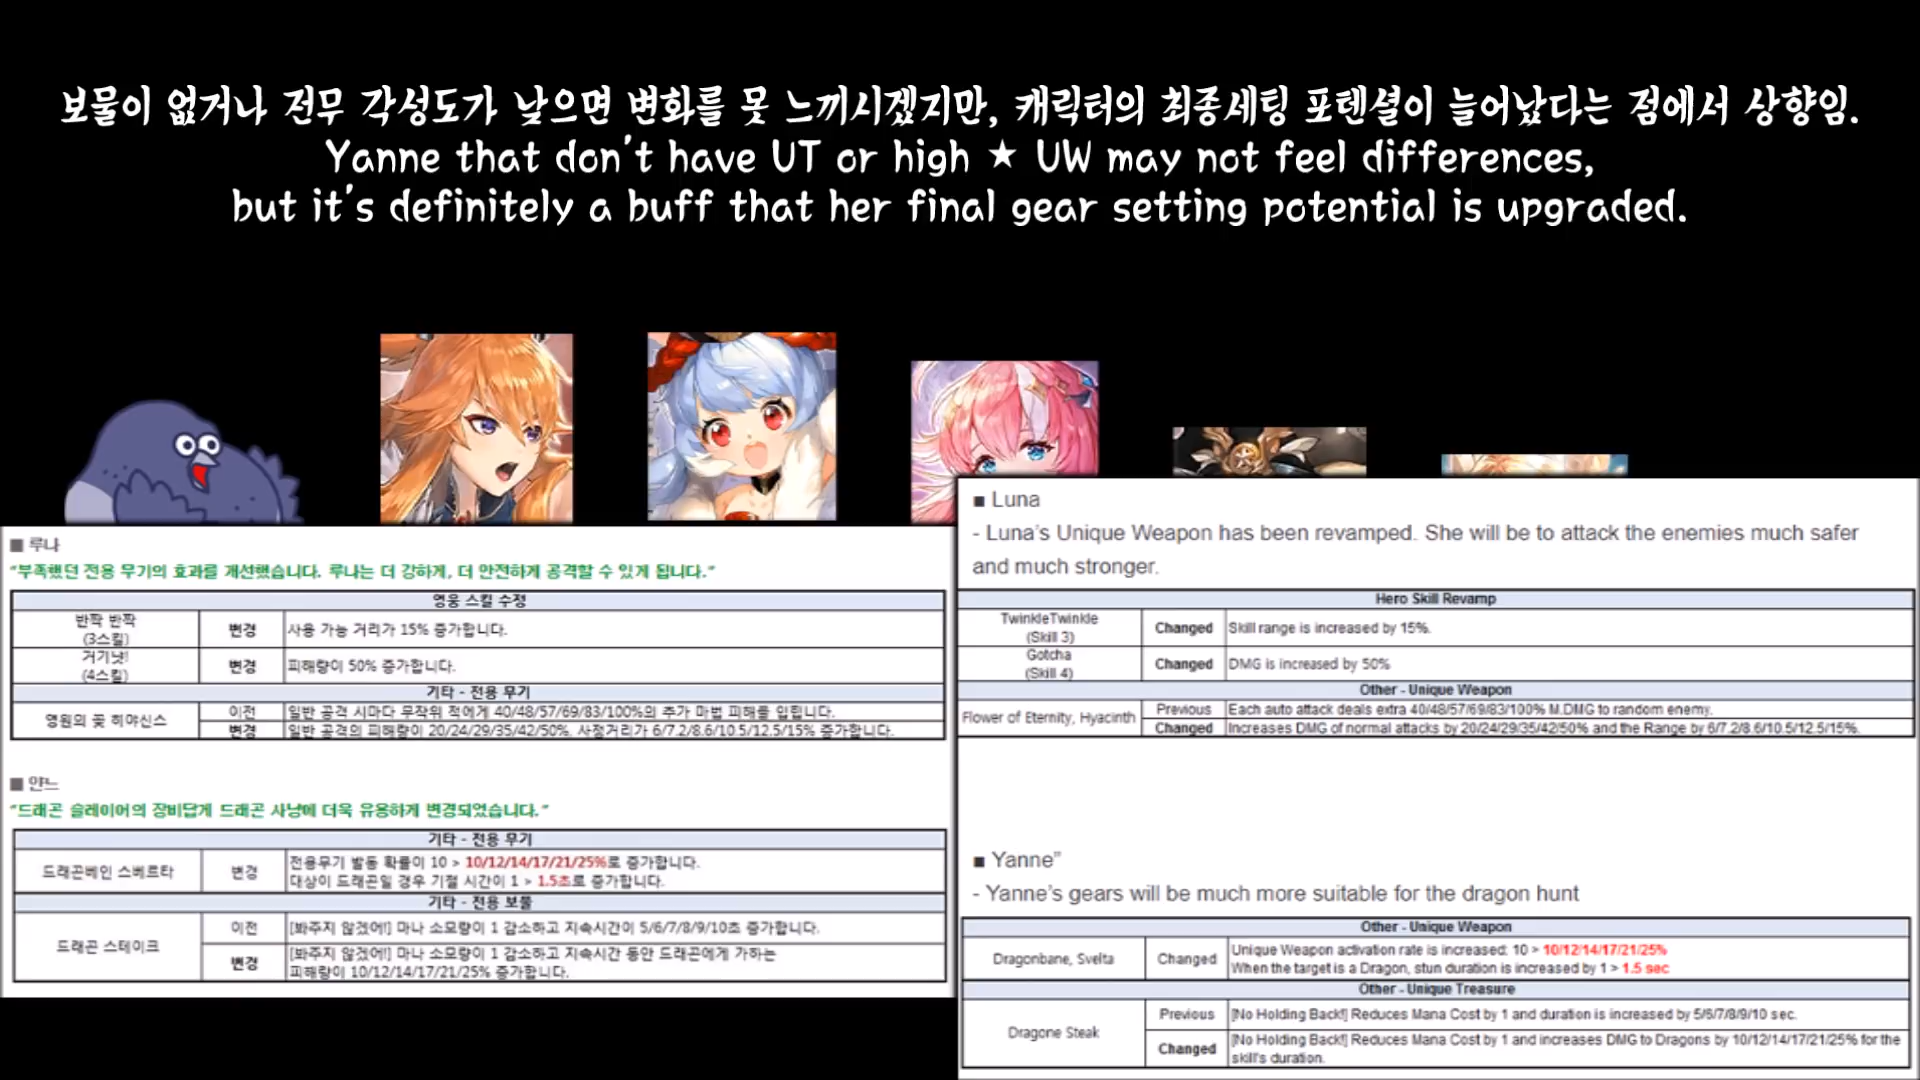 보물이 없거나 전무 각성도가 낮으면 변화를 못 느끼시겠지만, 캐릭터의 최종세팅 포텐셜이 늘어났다는 점에서 상향임.
Yanne that don't have UT or high ★ UW may not feel differences,
but it's definitely a buff that her final gear setting potential is upgraded.
■ 루나
"부족했던 전용 무기의 효과를 개선했습니다. 루나는 더 강하게, 더 안전하게 공격할 수 있게 됩니다."
영웅 스킬 수정
반짝 반짝
(3스킬)
변경
사용 가능 거리가 15% 증가합니다.
거기냣!
(4스킬)
변경
피해량이 50% 증가합니다.
기타 - 전용 무기
영원의 꽃 히야신스
이전
일반 공격 시마다 무작위 적에게 40/48/57/69/83/100%의 추가 마법 피해를 입힙니다.
변경
일반 공격의 피해량이 20/24/29/35/42/50%, 사정거리가 6/7.2/8.6/10.5/12.5/15% 증가합니다.
■ 얀느
"드래곤 슬레이어의 장비답게 드래곤 사냥에 더욱 유용하게 변경되었습니다."
기타 - 전용 무기
드래곤베인 스베르타
변경
전용무기 발동 확률이 10 > 10/12/14/17/21/25%로 증가합니다.
대상이 드래곤일 경우 기절 시간이 1 > 1.5초로 증가합니다.
기타 - 전용 보물
드래곤 스테이크
이전
[봐주지 않겠어!] 마나 소모량이 1 감소하고 지속시간이 5/6/7/8/9/10초 증가합니다.
변경
[봐주지 않겠어!] 마나 소모량이 1 감소하고 지속시간 동안 드래곤에게 가하는
피해량이 10/12/14/17/21/25% 증가합니다.
■ Luna
- Luna's Unique Weapon has been revamped. She will be to attack the enemies much safer
and much stronger.
Hero Skill Revamp
TwinkleTwinkle
(Skill 3)
Changed
Skill range is increased by 15%.
Gotcha
(Skill 4)
Changed
DMG is increased by 50%
Other - Unique Weapon
Flower of Eternity, Hyacinth
Previous
Each auto attack deals extra 40/48/57/69/83/100% M.DMG to random enemy.
Changed
Increases DMG of normal attacks by 20/24/29/35/42/50% and the Range by 6/7.2/8.6/10.5/12.5/15%.
■ Yanne"
- Yanne's gears will be much more suitable for the dragon hunt
Other - Unique Weapon
Dragonbane, Svelta
Changed
Unique Weapon activation rate is increased: 10 > 10/12/14/17/21/25%
When the target is a Dragon, stun duration is increased by 1 > 1.5 sec
Other - Unique Treasure
Dragone Steak
Previous
[No Holding Back!] Reduces Mana Cost by 1 and duration is increased by 5/6/7/8/9/10 sec.
Changed
[No Holding Back!] Reduces Mana Cost by 1 and increases DMG to Dragons by 10/12/14/17/21/25% for the
skill's duration.